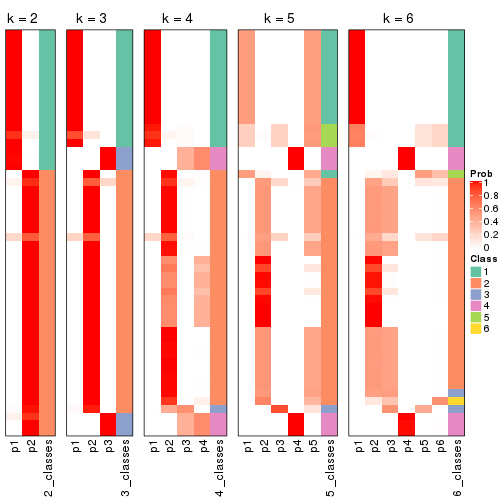 k = 2
k = 3
k = 4
k = 5
k = 6
p1
p2
2_classes
p1
p2
p3
3_classes
p1
p2
p3
p4
4_classes
p1
p2
p3
p4
p5
5_classes
p1
p2
p3
p4
p5
p6
6_classes
Prob
1
0.8
0.6
0.4
0.2
0
Class
1
2
3
4
5
6